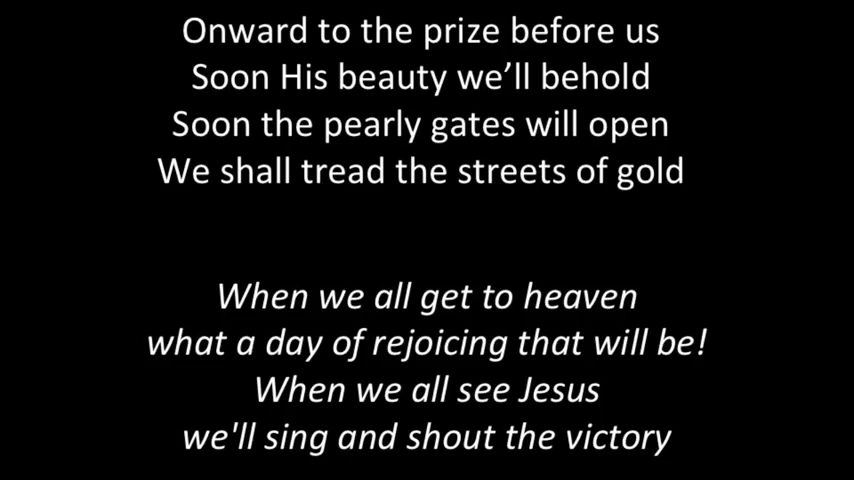 Onward to the prize before us
Soon His beauty we’ll behold
Soon the pearly gates will open
We shall tread the streets of gold
When we all get to heaven
what a day of rejoicing that will be!
When we all see Jesus
we'll sing and shout the victory